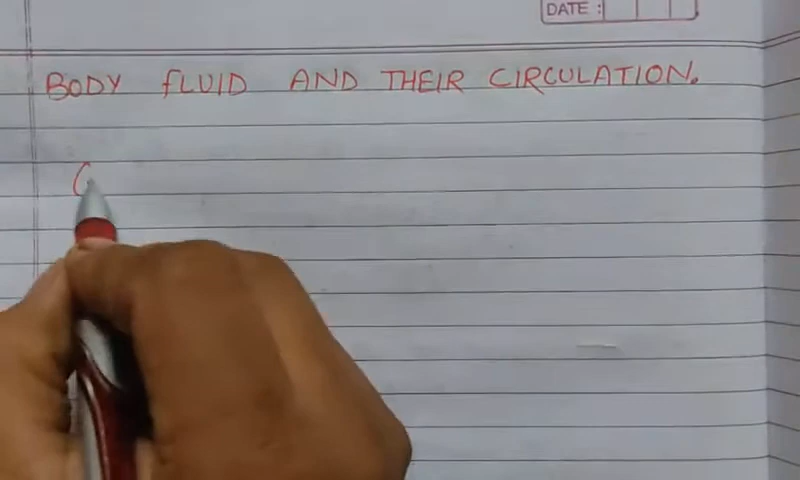 DATE :
BODY FLUID AND THEIR CIRCULATION.
(